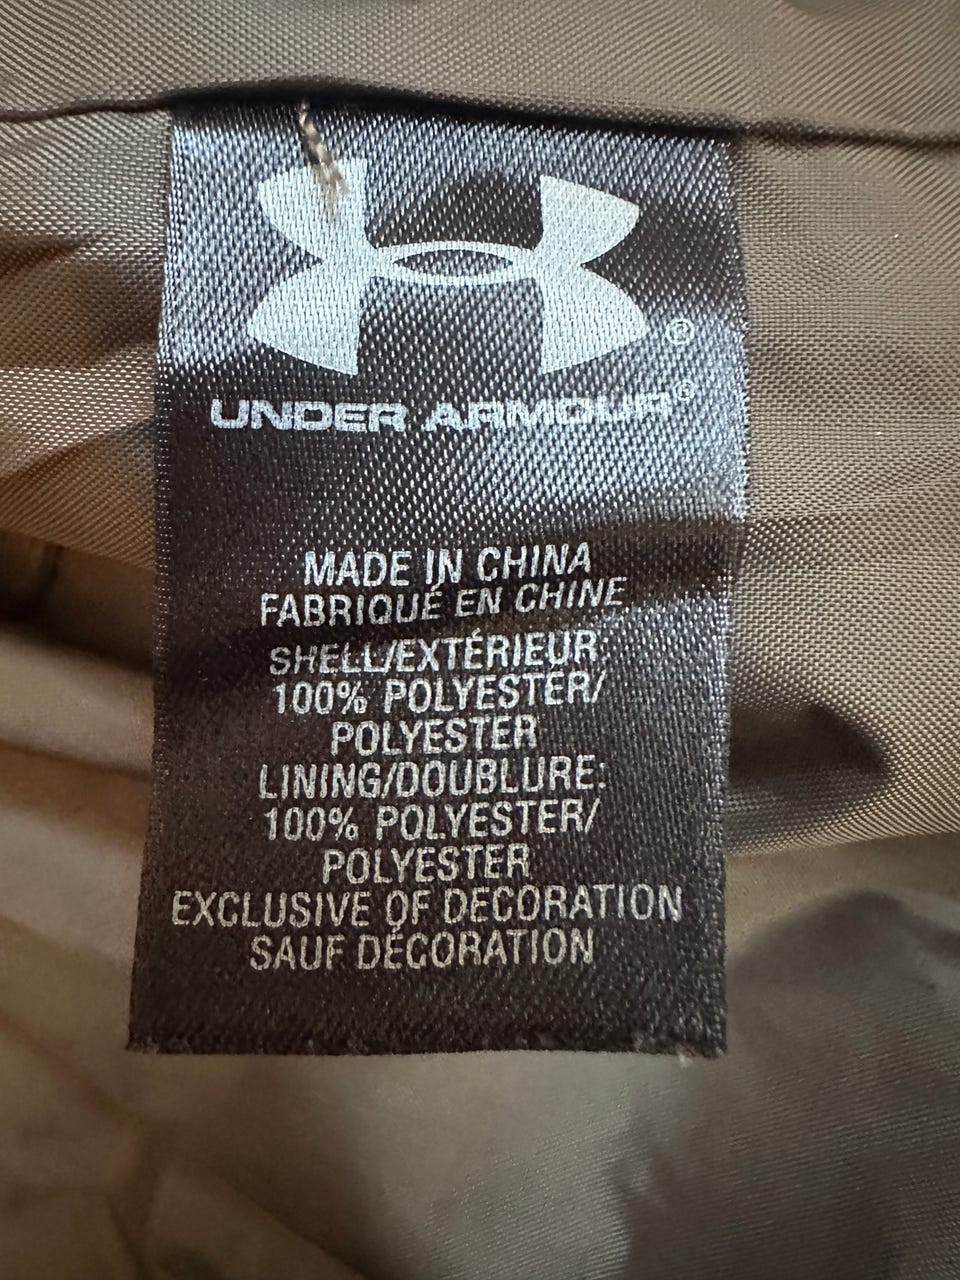 ®
UNDER ARMOUR®
MADE IN CHINA
FABRIQUÉ EN CHINE
SHELL/EXTÉRIEUR:
100% POLYESTER/
POLYESTER
LINING/DOUBLURE:
100% POLYESTER/
POLYESTER
EXCLUSIVE OF DECORATION
SAUF DÉCORATION